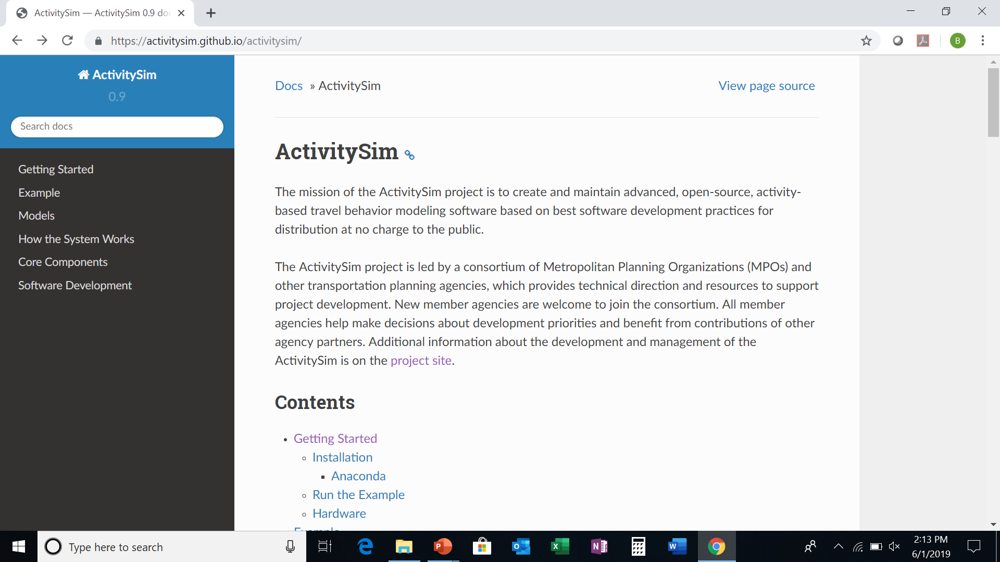 ActivitySim — ActivitySim 0.9 do
https://activitysim.github.io/activitysim/
B
ActivitySim
0.9
Search docs
Getting Started
Example
Models
How the System Works
Core Components
Software Development
Docs » ActivitySim
View page source
ActivitySim
The mission of the ActivitySim project is to create and maintain advanced, open-source, activity-
based travel behavior modeling software based on best software development practices for
distribution at no charge to the public.
The ActivitySim project is led by a consortium of Metropolitan Planning Organizations (MPOs) and
other transportation planning agencies, which provides technical direction and resources to support
project development. New member agencies are welcome to join the consortium. All member
agencies help make decisions about development priorities and benefit from contributions of other
agency partners. Additional information about the development and management of the
ActivitySim is on the project site.
Contents
• Getting Started
Installation
Anaconda
Run the Example
Hardware
Example
Type here to search
2:13 PM
6/1/2019